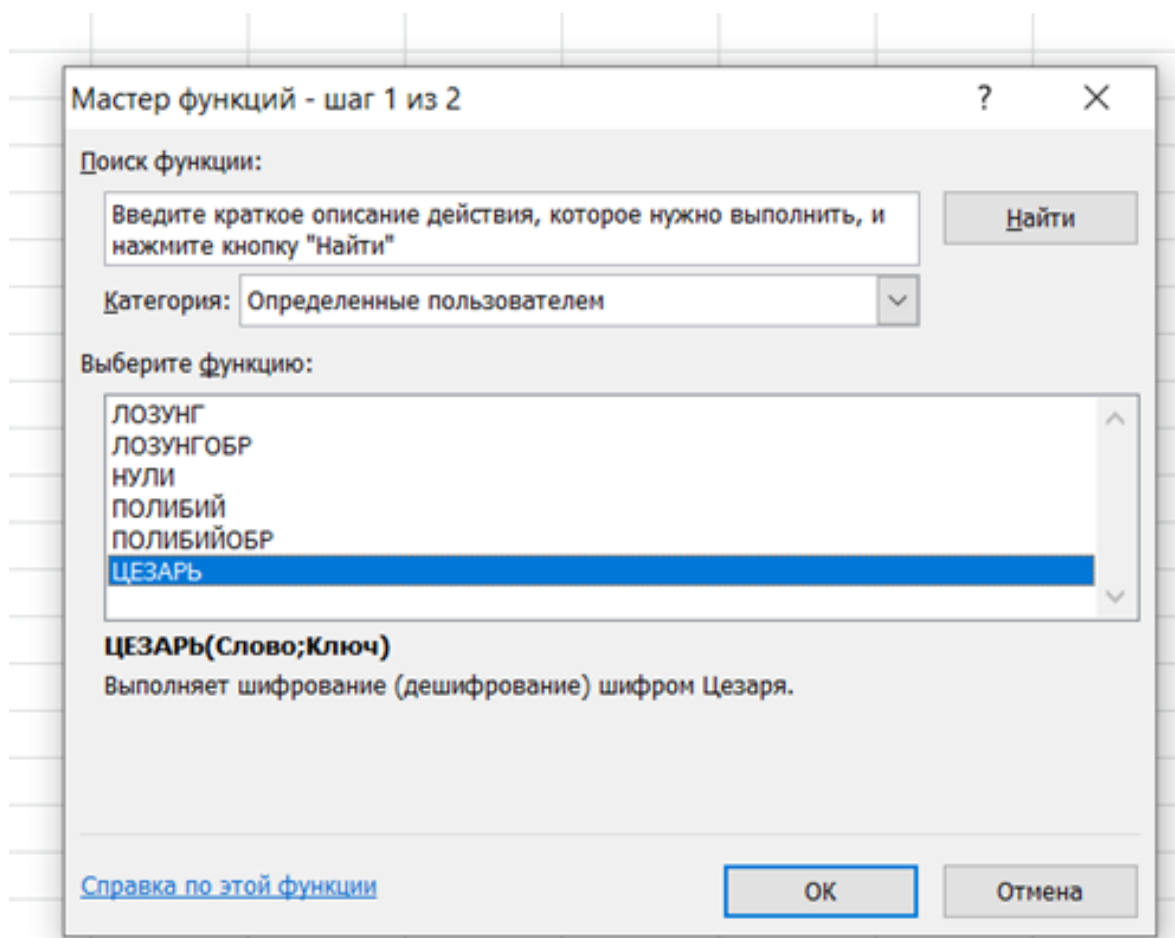 Мастер функций - шаг 1 из 2 ?
Поиск функции:
Введите краткое описание действия, которое нужно выполнить, и
нажмите кнопку "Найти"
Найти
Категория: Определенные пользователем
Выберите функцию:
ЛОЗУНГ
ЛОЗУНГОБР
НУЛИ
ПОЛИБИЙ
ПОЛИБИЙОБР
ЦЕЗАРЬ
ЦЕЗАРЬ(Слово;Ключ)
Выполняет шифрование (дешифрование) шифром Цезаря.
Справка по этой функции
ОК
Отмена